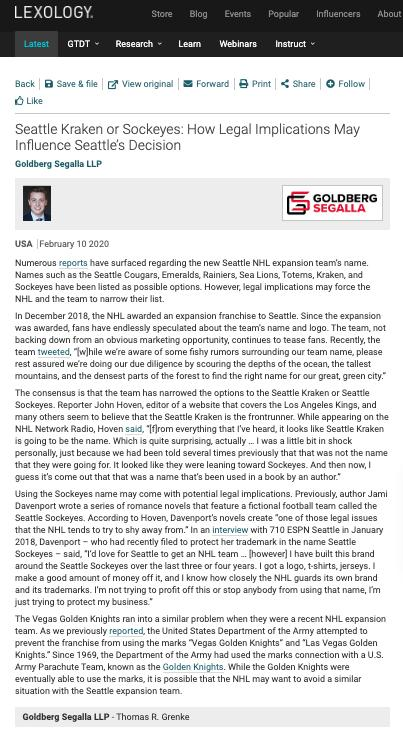 LEXOLOGY.
Store Blog Events Popular Influencers About
Latest GTDT Research Learn Webinars Instruct
Back Save & file View original Forward Print Share Follow
Like
Seattle Kraken or Sockeyes: How Legal Implications May
Influence Seattle's Decision
Goldberg Segalla LLP
GOLDBERG
SEGALLA
USA February 10 2020
Numerous reports have surfaced regarding the new Seattle NHL expansion team's name.
Names such as the Seattle Cougars, Emeralds, Rainiers, Sea Lions, Totems, Kraken, and
Sockeyes have been listed as possible options. However, legal implications may force the
NHL and the team to narrow their list.
In December 2018, the NHL awarded an expansion franchise to Seattle. Since the expansion
was awarded, fans have endlessly speculated about the team's name and logo. The team, not
backing down from an obvious marketing opportunity, continues to tease fans. Recently, the
team tweeted, "[w]hile we're aware of some fishy rumors surrounding our team name, please
rest assured we're doing our due diligence by scouring the depths of the ocean, the tallest
mountains, and the densest parts of the forest to find the right name for our great, green city."
The consensus is that the team has narrowed the options to the Seattle Kraken or Seattle
Sockeyes. Reporter John Hoven, editor of a website that covers the Los Angeles Kings, and
many others seem to believe that the Seattle Kraken is the frontrunner. While appearing on the
NHL Network Radio, Hoven said, "[f]rom everything that I've heard, it looks like Seattle Kraken
is going to be the name. Which is quite surprising, actually ... I was a little bit in shock
personally, just because we had been told several times previously that that was not the name
that they were going for. It looked like they were leaning toward Sockeyes. And then now, I
guess it's come out that that was a name that's been used in a book by an author."
Using the Sockeyes name may come with potential legal implications. Previously, author Jami
Davenport wrote a series of romance novels that feature a fictional football team called the
Seattle Sockeyes. According to Hoven, Davenport's novels create "one of those legal issues
that the NHL tends to try to shy away from." In an interview with 710 ESPN Seattle in January
2018, Davenport – who had recently filed to protect her trademark in the name Seattle
Sockeyes – said, "I'd love for Seattle to get an NHL team ... [however] I have built this brand
around the Seattle Sockeyes over the last three or four years. I got a logo, t-shirts, jerseys. I
make a good amount of money off it, and I know how closely the NHL guards its own brand
and its trademarks. I'm not trying to profit off this or stop anybody from using that name, I'm
just trying to protect my business."
The Vegas Golden Knights ran into a similar problem when they were a recent NHL expansion
team. As we previously reported, the United States Department of the Army attempted to
prevent the franchise from using the marks "Vegas Golden Knights" and "Las Vegas Golden
Knights." Since 1969, the Department of the Army had used the marks connection with a U.S.
Army Parachute Team, known as the Golden Knights. While the Golden Knights were
eventually able to use the marks, it is possible that the NHL may want to avoid a similar
situation with the Seattle expansion team.
Goldberg Segalla LLP - Thomas R. Grenke